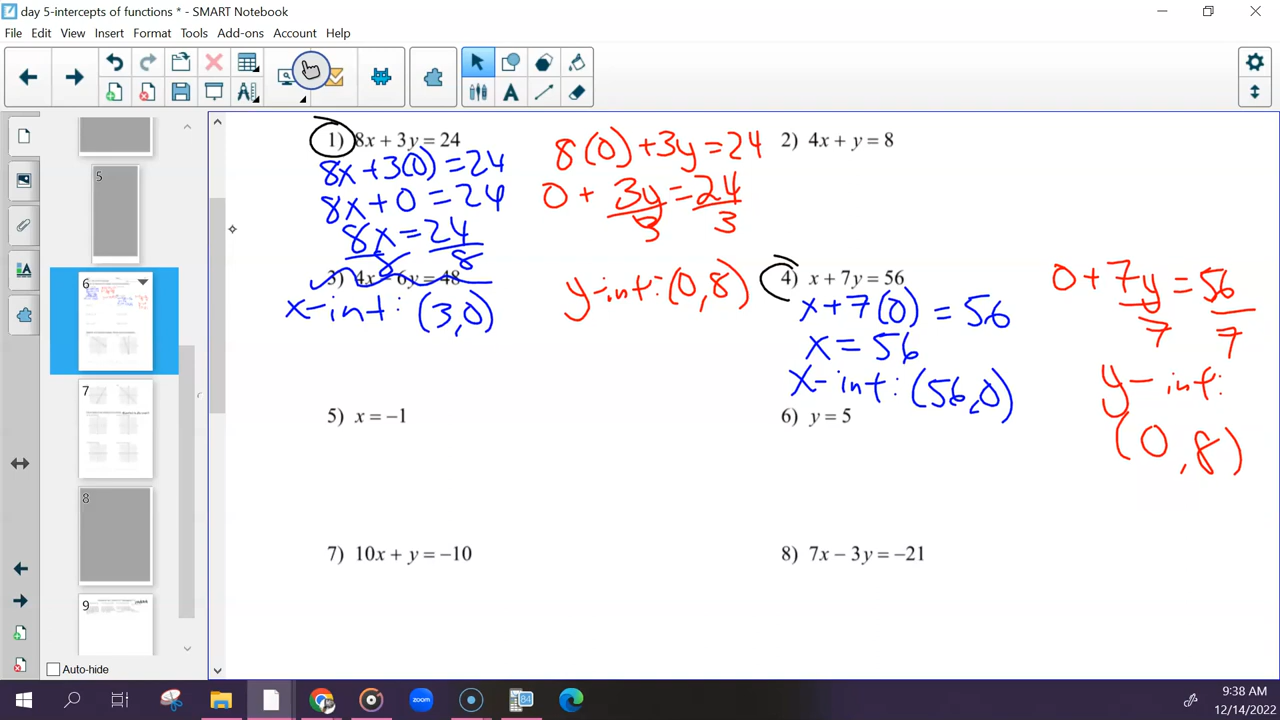 day 5-intercepts of functions * - SMART Notebook
File Edit View Insert Format Tools Add-ons Account Help
1) 8x + 3y = 24
8x + 3(0) = 24
8x + 0 = 24
8x = 24
8 8
x-int: (3,0)
8(0) + 3y = 24
0 + 3y = 24
3 3
y-int: (0,8)
2) 4x + y = 8
3) 4x - 6y = 48
4) x + 7y = 56
x + 7(0) = 56
x = 56
x-int: (56,0)
0 + 7y = 56
7 7
y-int:
(0,8)
5) x = −1
6) y = 5
7) 10x + y = −10
8) 7x − 3y = −21
5
6
7
8
9
Auto-hide
zoom
84
9:38 AM
12/14/2022